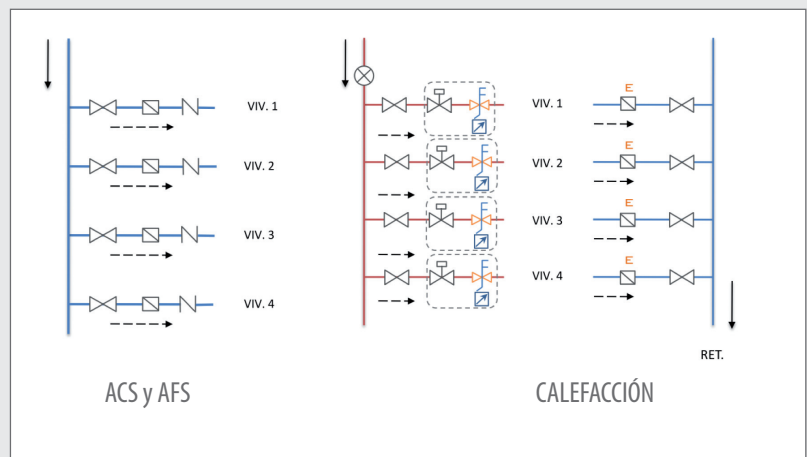 VIV. 1
VIV. 2
VIV. 3
VIV. 4
ACS y AFS
VIV. 1
E
VIV. 2
E
VIV. 3
E
VIV. 4
E
RET.
CALEFACCIÓN